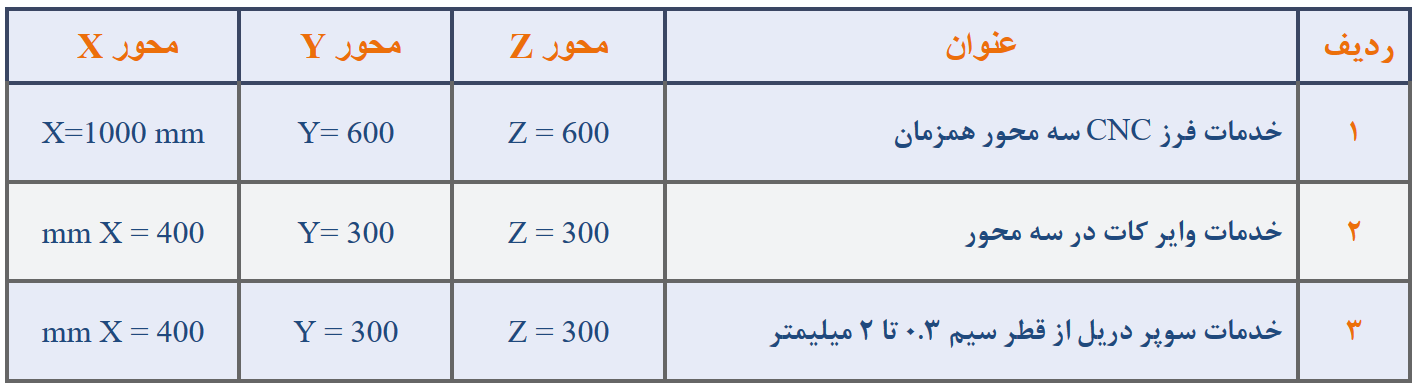 ردیف عنوان محور Z محور Y محور X
۱ خدمات فرز CNC سه محور همزمان Z = 600 Y= 600 X=1000 mm
۲ خدمات وایر کات در سه محور Z = 300 Y= 300 mm X = 400
۳ خدمات سوپر دریل از قطر سیم ۰.۳ تا ۲ میلیمتر Z = 300 Y = 300 mm X = 400